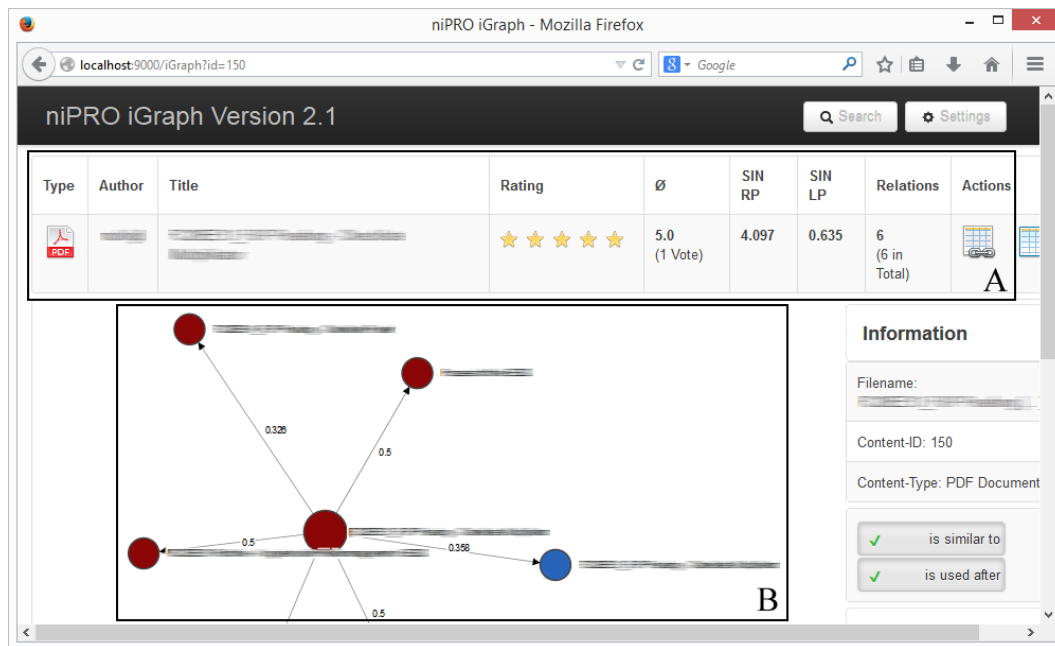 niPRO iGraph - Mozilla Firefox
localhost:9000/iGraph?id=150
Google
niPRO iGraph Version 2.1
Search
Settings
Type Author Title Rating Ø SIN RP SIN LP Relations Actions
PDF
5.0
(1 Vote)
4.097
0.635
6
(6 in
Total)
A
Information
Filename:
0.326
0.5
Content-ID: 150
Content-Type: PDF Document
0.5
0.358
is similar to
is used after
0.5
B